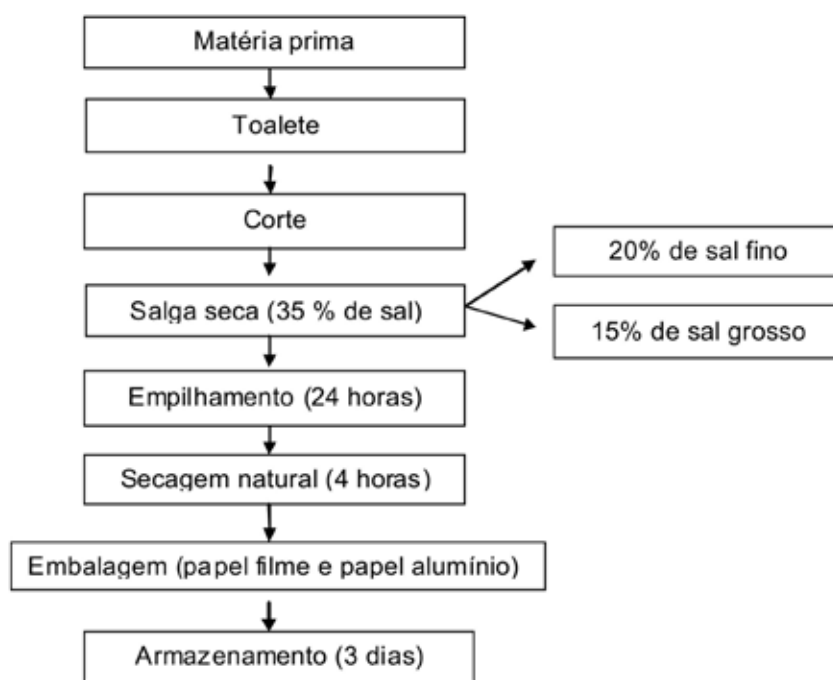 Matéria prima
Toalete
Corte
20% de sal fino
Salga seca (35 % de sal)
15% de sal grosso
Empilhamento (24 horas)
Secagem natural (4 horas)
Embalagem (papel filme e papel alumínio)
Armazenamento (3 dias)